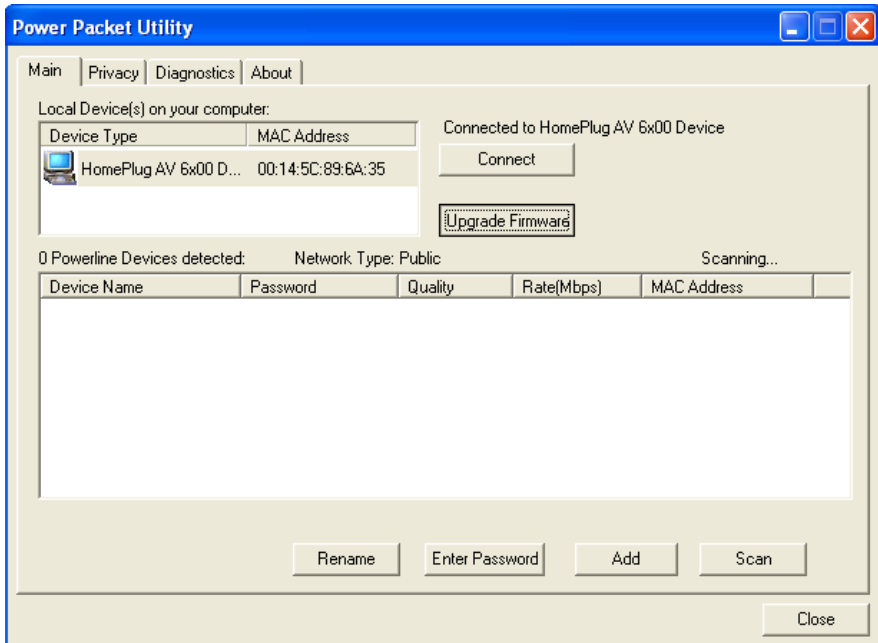 Power Packet Utility
Main Privacy Diagnostics About
Local Device(s) on your computer:
Device Type MAC Address
HomePlug AV 6x00 D... 00:14:5C:89:6A:35
Connected to HomePlug AV 6x00 Device
Connect
Upgrade Firmware
0 Powerline Devices detected: Network Type: Public Scanning...
Device Name Password Quality Rate(Mbps) MAC Address
Rename Enter Password Add Scan
Close